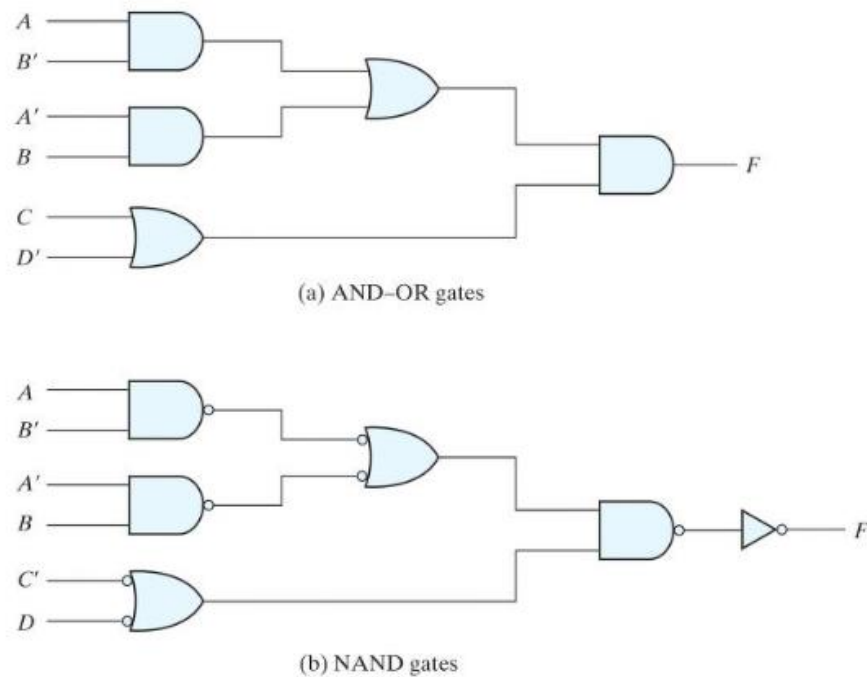 A
B'
A'
B
F
C
D'
(a) AND–OR gates
A
B'
A'
B
F
C'
D
(b) NAND gates